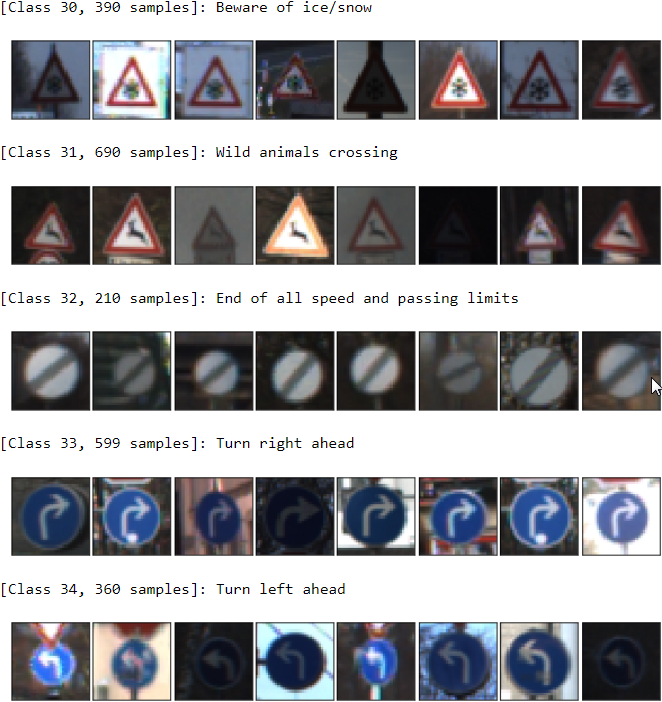 [Class 30, 390 samples]: Beware of ice/snow
[Class 31, 690 samples]: Wild animals crossing
[Class 32, 210 samples]: End of all speed and passing limits
[Class 33, 599 samples]: Turn right ahead
[Class 34, 360 samples]: Turn left ahead